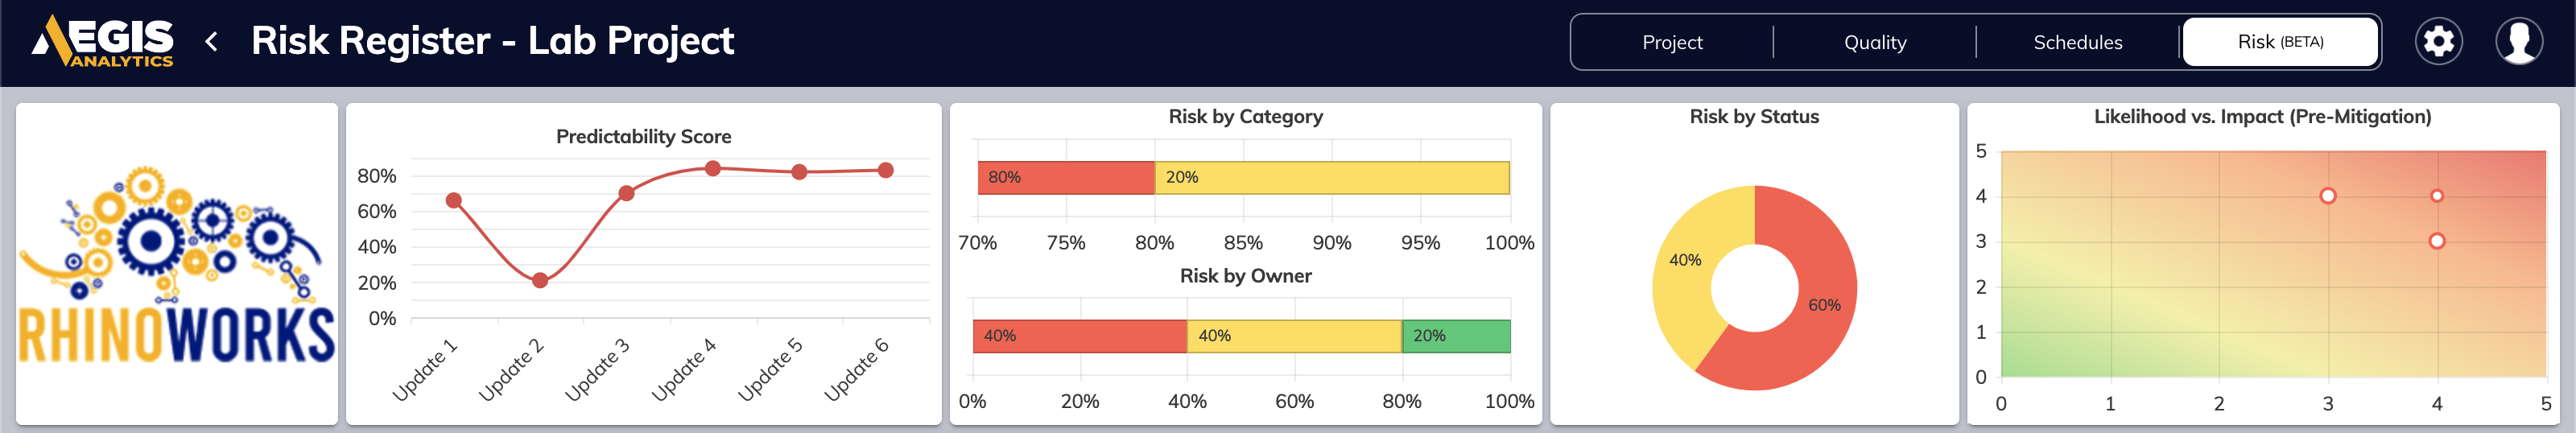 AEGIS
ANALYTICS
Risk Register - Lab Project
Project
Quality
Schedules
Risk (BETA)
RHINOWORKS
Predictability Score
80%
60%
40%
20%
0%
Update 1
Update 2
Update 3
Update 4
Update 5
Update 6
Risk by Category
80%
20%
70% 75% 80% 85% 90% 95% 100%
Risk by Owner
40%
40%
20%
0% 20% 40% 60% 80% 100%
Risk by Status
40%
60%
Likelihood vs. Impact (Pre-Mitigation)
5
4
3
2
1
0
0 1 2 3 4 5